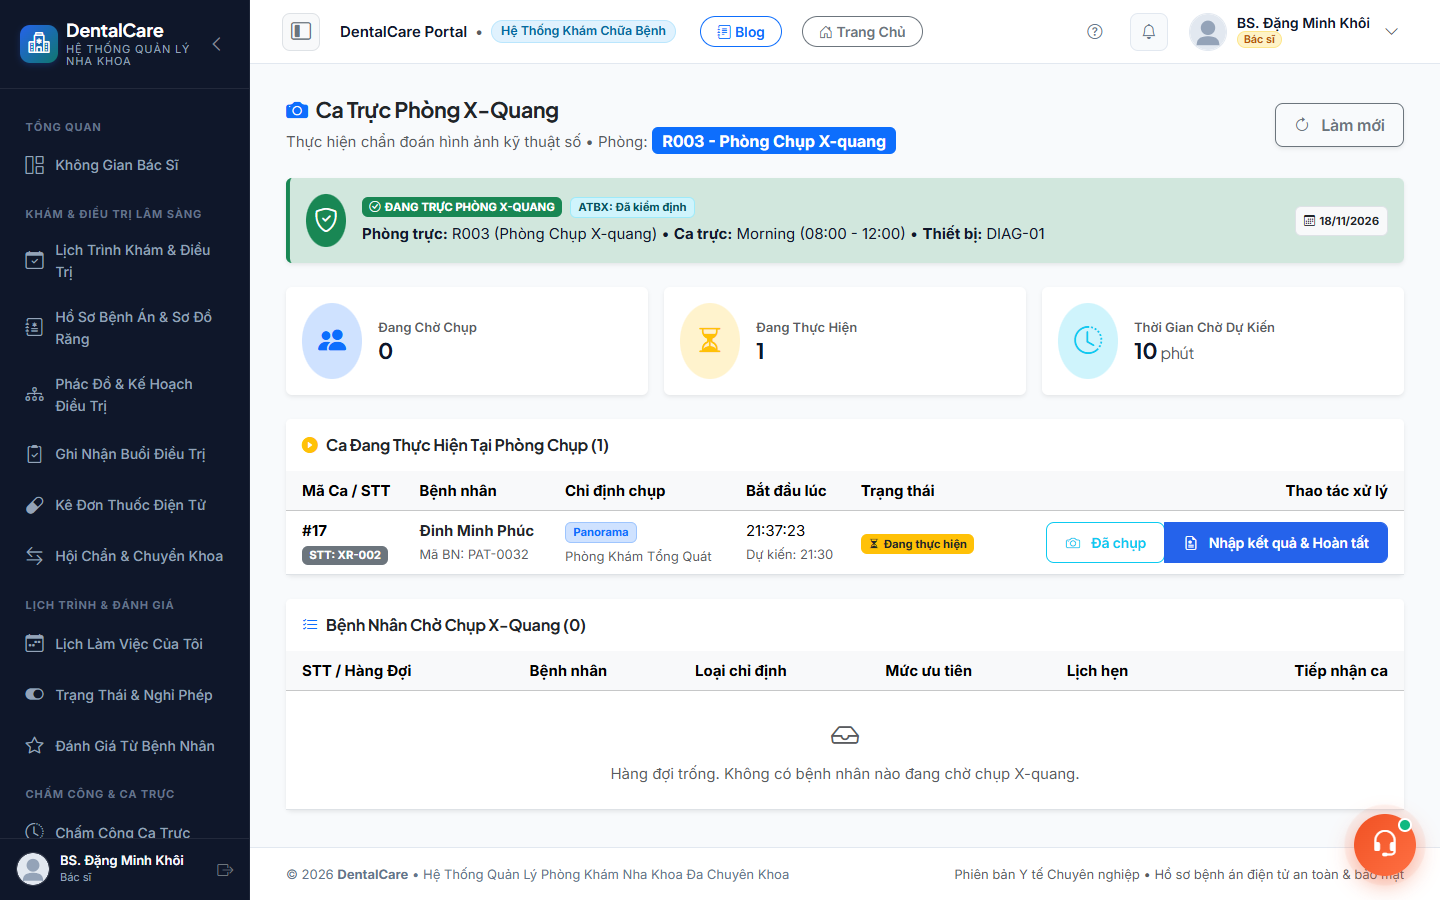 DentalCare
HỆ THỐNG QUẢN LÝ
NHA KHOA
TỔNG QUAN
Không Gian Bác Sĩ
KHÁM & ĐIỀU TRỊ LÂM SÀNG
Lịch Trình Khám & Điều
Trị
Hồ Sơ Bệnh Án & Sơ Đồ
Răng
Phác Đồ & Kế Hoạch
Điều Trị
Ghi Nhận Buổi Điều Trị
Kê Đơn Thuốc Điện Tử
Hội Chẩn & Chuyển Khoa
LỊCH TRÌNH & ĐÁNH GIÁ
Lịch Làm Việc Của Tôi
Trạng Thái & Nghỉ Phép
Đánh Giá Từ Bệnh Nhân
CHẤM CÔNG & CA TRỰC
Chấm Công Ca Trực
BS. Đặng Minh Khôi
Bác sĩ
DentalCare Portal • Hệ Thống Khám Chữa Bệnh
Blog
Trang Chủ
BS. Đặng Minh Khôi
Bác sĩ
Ca Trực Phòng X-Quang
Thực hiện chẩn đoán hình ảnh kỹ thuật số • Phòng: R003 - Phòng Chụp X-quang
Làm mới
ĐANG TRỰC PHÒNG X-QUANG ATBX: Đã kiểm định
Phòng trực: R003 (Phòng Chụp X-quang) • Ca trực: Morning (08:00 - 12:00) • Thiết bị: DIAG-01
18/11/2026
Đang Chờ Chụp
0
Đang Thực Hiện
1
Thời Gian Chờ Dự Kiến
10 phút
Ca Đang Thực Hiện Tại Phòng Chụp (1)
Mã Ca / STT Bệnh nhân Chỉ định chụp Bắt đầu lúc Trạng thái Thao tác xử lý
#17 Đinh Minh Phúc Panorama 21:37:23
STT: XR-002 Mã BN: PAT-0032 Phòng Khám Tổng Quát Dự kiến: 21:30
Đang thực hiện
Đã chụp
Nhập kết quả & Hoàn tất
Bệnh Nhân Chờ Chụp X-Quang (0)
STT / Hàng Đợi Bệnh nhân Loại chỉ định Mức ưu tiên Lịch hẹn Tiếp nhận ca
Hàng đợi trống. Không có bệnh nhân nào đang chờ chụp X-quang.
© 2026 DentalCare • Hệ Thống Quản Lý Phòng Khám Nha Khoa Đa Chuyên Khoa
Phiên bản Y tế Chuyên nghiệp • Hồ sơ bệnh án điện tử an toàn & bảo mật